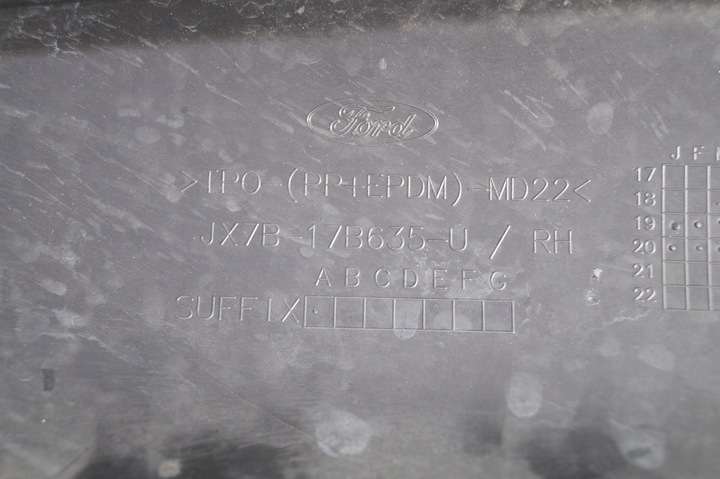 Ford
>TPO-(PP+EPDM)-MD22<
JX7B-17B635-U / RH
A B C D E F G
SUFFIX
J F
17
18
19
20
21
22